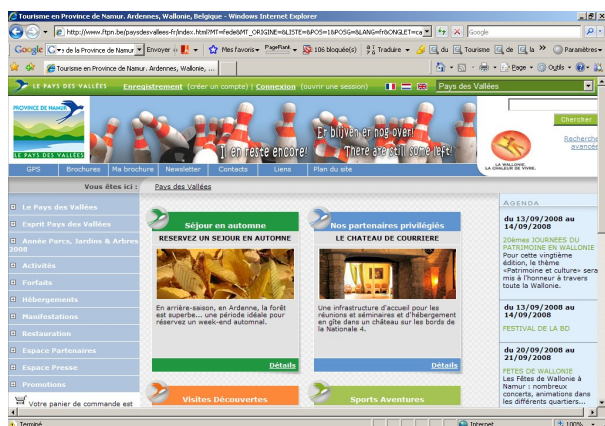 Tourisme en Province de Namur. Ardennes, Wallonie, Belgique - Windows Internet Explorer
Google
Google
de la Province de Namur
Envoyer
Mes favoris
PageRank
106 bloquée(s)
Traduire
du
Tourisme
de
la
Paramètres
Tourisme en Province de Namur. Ardennes, Wallonie, ...
Page
Outils
LE PAYS DES VALLÉES
Enregistrement (créer un compte) | Connexion (ouvrir une session)
Pays des Vallées
PROVINCE DE NAMUR
LE PAYS DES VALLÉES
Il en reste encore!
Er blijven er nog over!
There are still some left!
LA WALLONIE,
LA CHALEUR DE VIVRE.
Chercher
Recherche
avancée
GPS
Brochures
Ma brochure
Newsletter
Contacts
Liens
Plan du site
Vous êtes ici :
Pays des Vallées
Le Pays des Vallées
Esprit Pays des Vallées
Année Parcs, Jardins & Arbres
2008
Activités
Forfaits
Hébergements
Manifestations
Restauration
Espace Partenaires
Espace Presse
Promotions
Votre panier de commande est
Séjour en automne
RESERVEZ UN SEJOUR EN AUTOMNE
En arrière-saison, en Ardenne, la forêt
est superbe... une période idéale pour
réservez un week-end automnal.
Détails
Nos partenaires privilégiés
LE CHATEAU DE COURRIERE
Une infrastructure d'accueil pour les
réunions et séminaires et d'hébergement
en gîte dans un château sur les bords de
la Nationale 4.
Détails
Visites Découvertes
Sports Aventures
AGENDA
du 13/09/2008 au
14/09/2008
20èmes JOURNEES DU
PATRIMOINE EN WALLONIE
Pour cette vingtième
édition, le thème
«Patrimoine et culture» sera
mis à l'honneur à travers
toute la Wallonie.
du 13/09/2008 au
14/09/2008
FESTIVAL DE LA BD
du 20/09/2008 au
21/09/2008
FETES DE WALLONIE
Les Fêtes de Wallonie à
Namur : nombreux
concerts, animations dans
les différents quartiers...
Terminé
Internet
100%